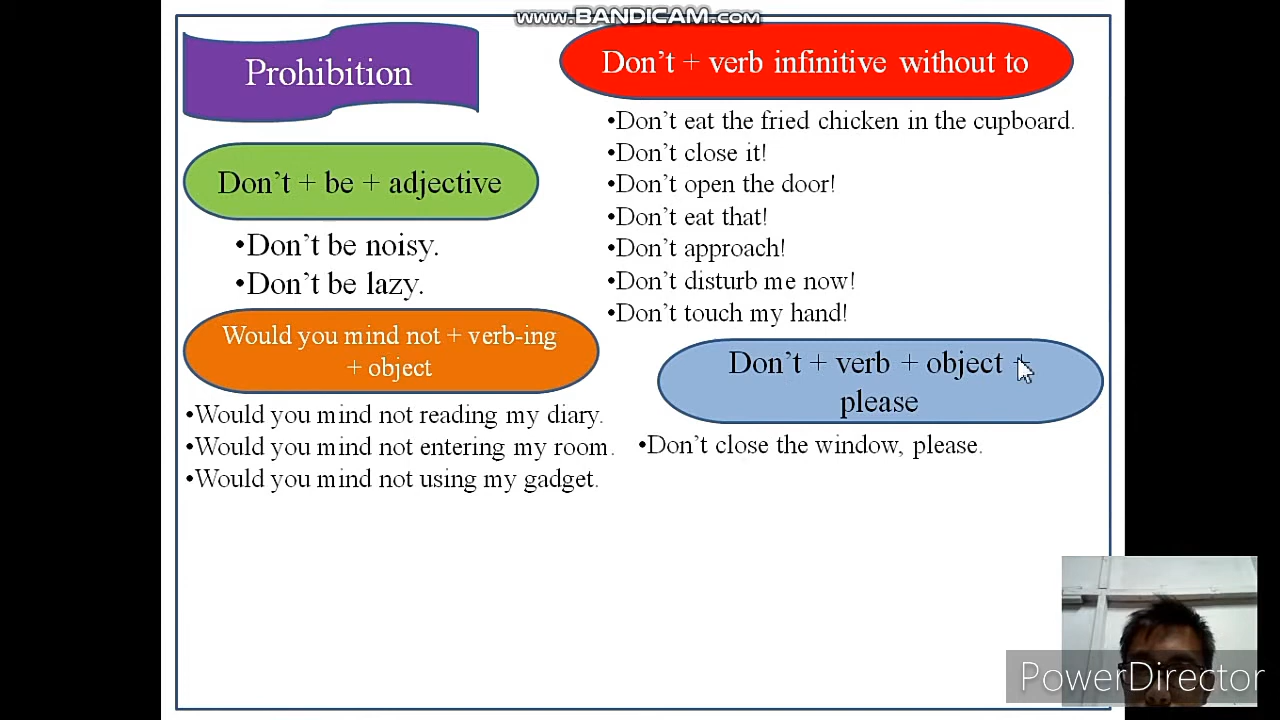 www.BANDICAM.com
Prohibition
Don't + be + adjective
•Don't be noisy.
•Don't be lazy.
Would you mind not + verb-ing
+ object
•Would you mind not reading my diary.
•Would you mind not entering my room.
•Would you mind not using my gadget.
Don't + verb infinitive without to
•Don't eat the fried chicken in the cupboard.
•Don't close it!
•Don't open the door!
•Don't eat that!
•Don't approach!
•Don't disturb me now!
•Don't touch my hand!
Don't + verb + object +
please
•Don't close the window, please.
PowerDirector